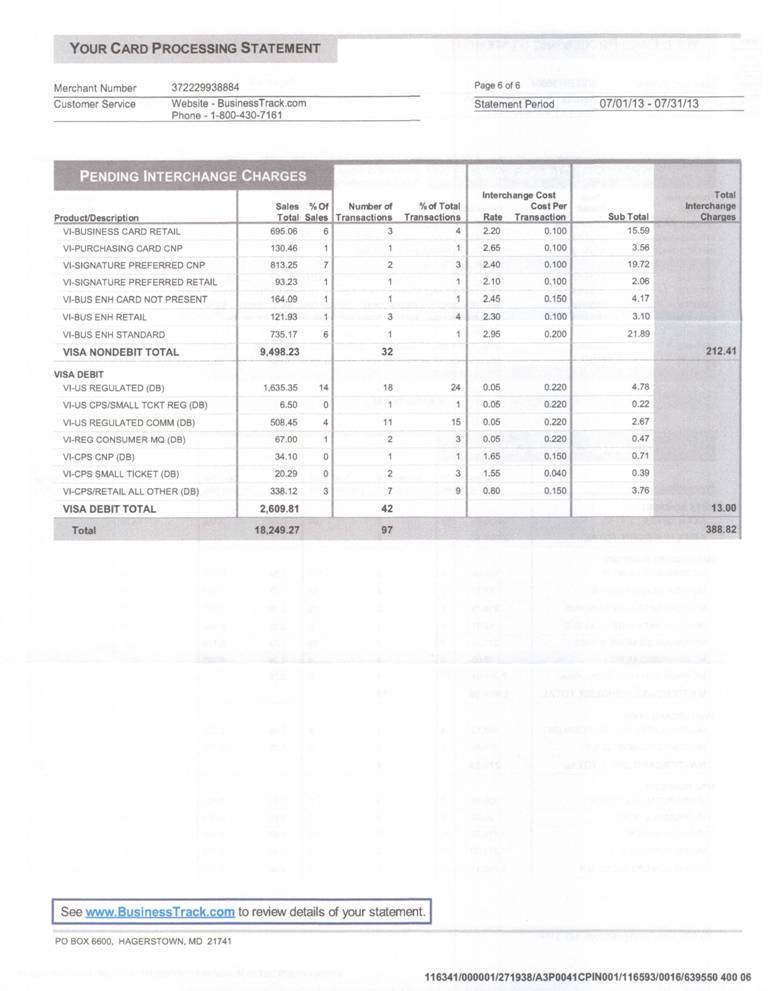 YOUR CARD PROCESSING STATEMENT
Merchant Number 372229938884 Page 6 of 6
Customer Service Website - BusinessTrack.com Statement Period 07/01/13 - 07/31/13
Phone - 1-800-430-7161
PENDING INTERCHANGE CHARGES
Interchange Cost Total
Sales % Of Number of % of Total Cost Per Interchange
Product/Description Total Sales Transactions Transactions Rate Transaction Sub Total Charges
VI-BUSINESS CARD RETAIL 695.06 6 3 4 2.20 0.100 15.59
VI-PURCHASING CARD CNP 130.46 1 1 1 2.65 0.100 3.56
VI-SIGNATURE PREFERRED CNP 813.25 7 2 3 2.40 0.100 19.72
VI-SIGNATURE PREFERRED RETAIL 93.23 1 1 1 2.10 0.100 2.06
VI-BUS ENH CARD NOT PRESENT 164.09 1 1 1 2.45 0.150 4.17
VI-BUS ENH RETAIL 121.93 1 3 4 2.30 0.100 3.10
VI-BUS ENH STANDARD 735.17 6 1 1 2.95 0.200 21.89
VISA NONDEBIT TOTAL 9,498.23 32 212.41
VISA DEBIT
VI-US REGULATED (DB) 1,635.35 14 18 24 0.05 0.220 4.78
VI-US CPS/SMALL TCKT REG (DB) 6.50 0 1 1 0.05 0.220 0.22
VI-US REGULATED COMM (DB) 508.45 4 11 15 0.05 0.220 2.67
VI-REG CONSUMER MQ (DB) 67.00 1 2 3 0.05 0.220 0.47
VI-CPS CNP (DB) 34.10 0 1 1 1.65 0.150 0.71
VI-CPS SMALL TICKET (DB) 20.29 0 2 3 1.55 0.040 0.39
VI-CPS/RETAIL ALL OTHER (DB) 338.12 3 7 9 0.80 0.150 3.76
VISA DEBIT TOTAL 2,609.81 42 13.00
Total 18,249.27 97 388.82
See www.BusinessTrack.com to review details of your statement.
PO BOX 6600, HAGERSTOWN, MD 21741
116341/000001/271938/A3P0041CPIN001/116593/0016/639550 400 06